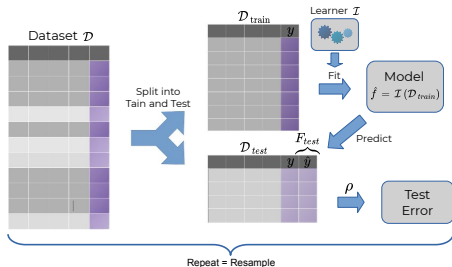 Dataset 𝒟
𝒟train
y
Learner ℐ
Split into
Tain and Test
Fit
Model
f̂ = ℐ(𝒟train)
Predict
Ftest
𝒟test
y ŷ
ρ
Test
Error
Repeat = Resample